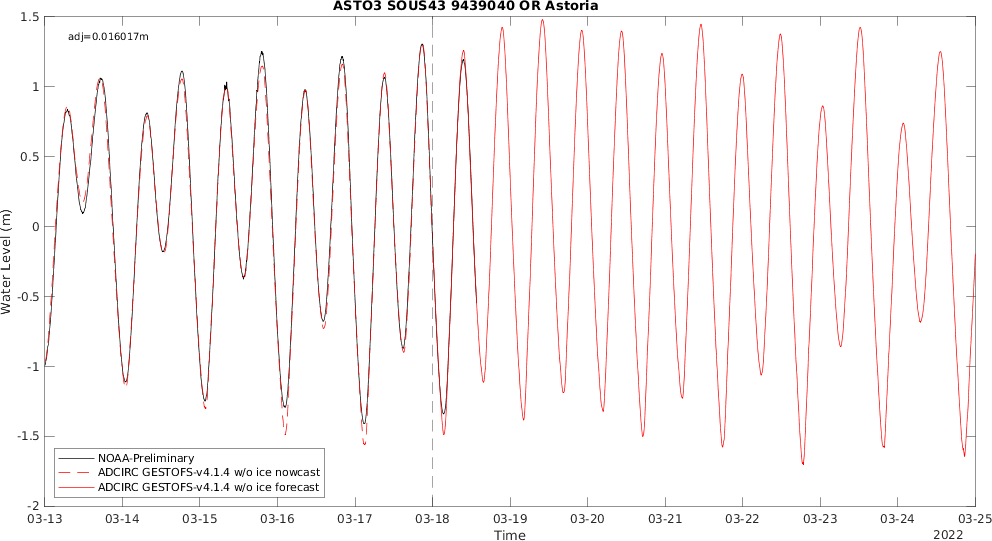 ASTO3 SOUS43 9439040 OR Astoria
adj=0.016017m
1.5
1
0.5
0
-0.5
-1
-1.5
-2
Water Level (m)
NOAA-Preliminary
ADCIRC GESTOFS-v4.1.4 w/o ice nowcast
ADCIRC GESTOFS-v4.1.4 w/o ice forecast
03-13 03-14 03-15 03-16 03-17 03-18 03-19 03-20 03-21 03-22 03-23 03-24 03-25
Time
2022